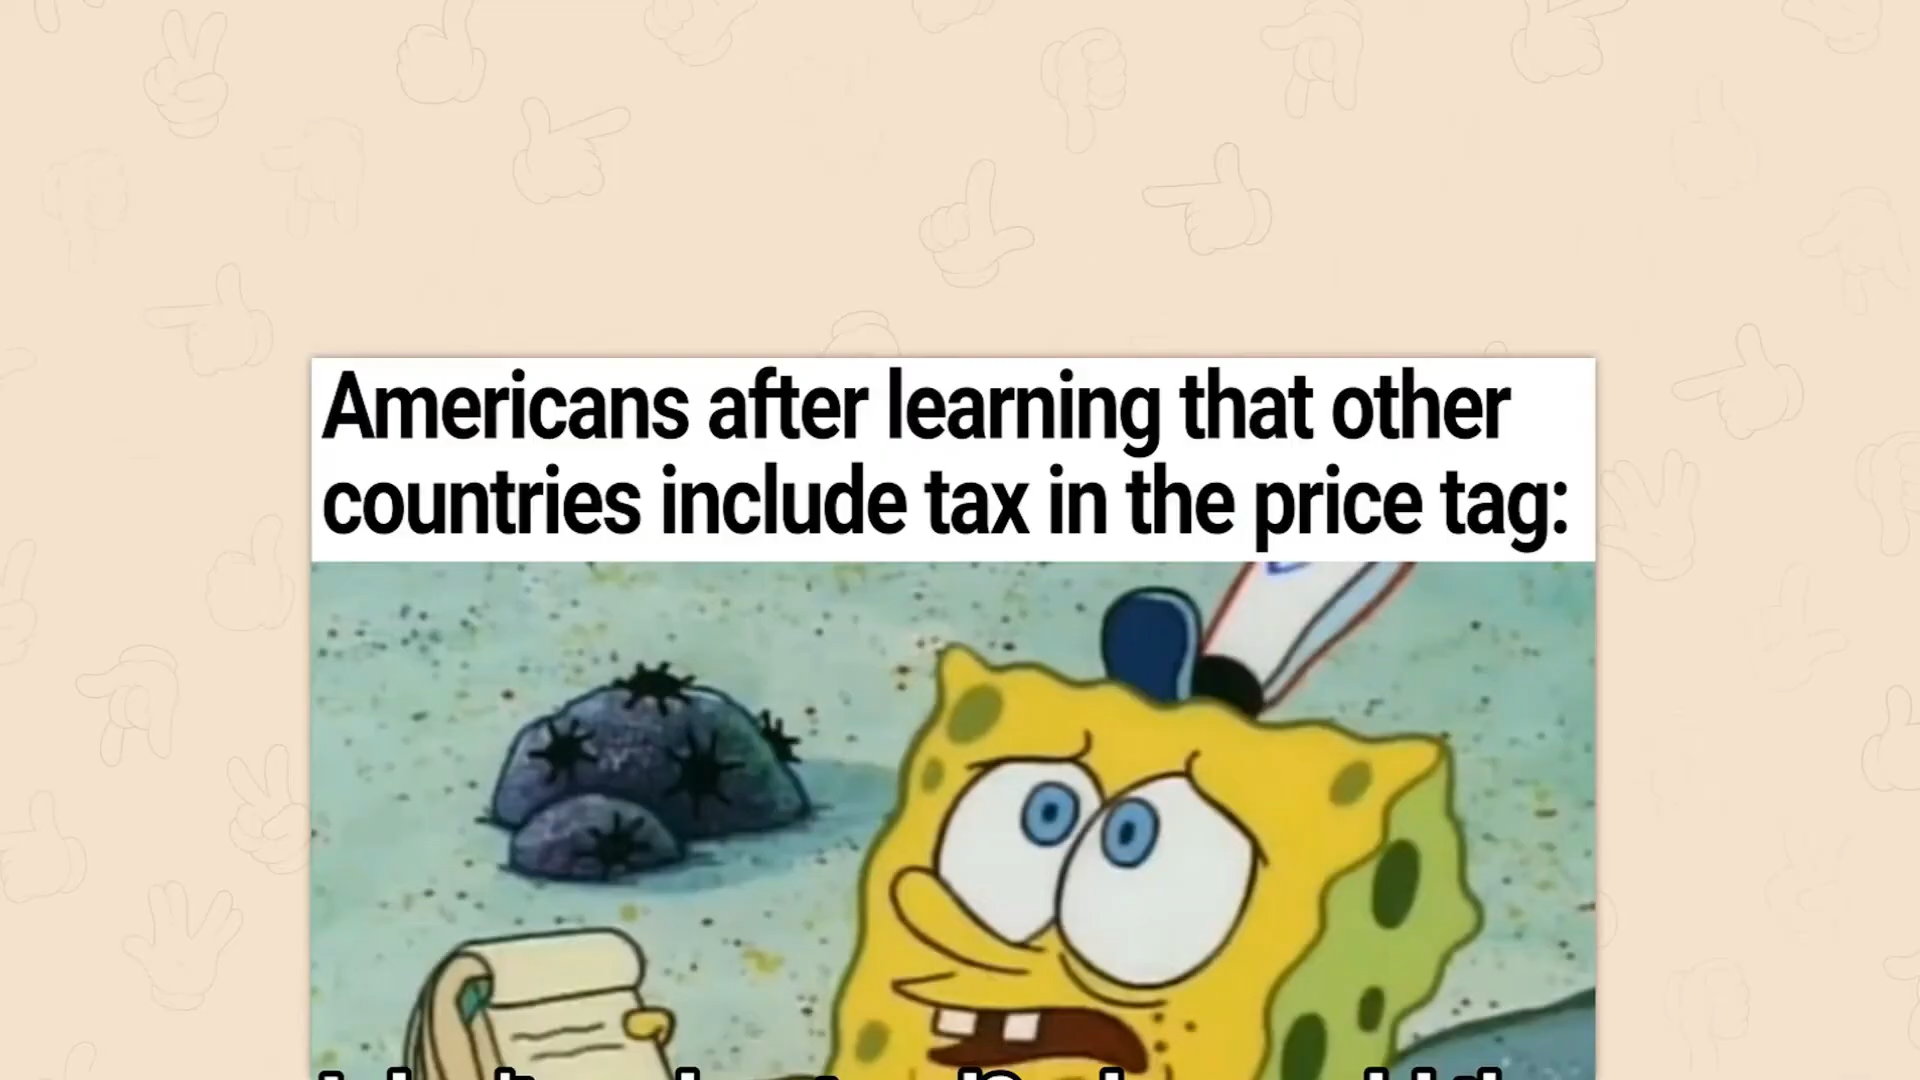 Americans after learning that other
countries include tax in the price tag: